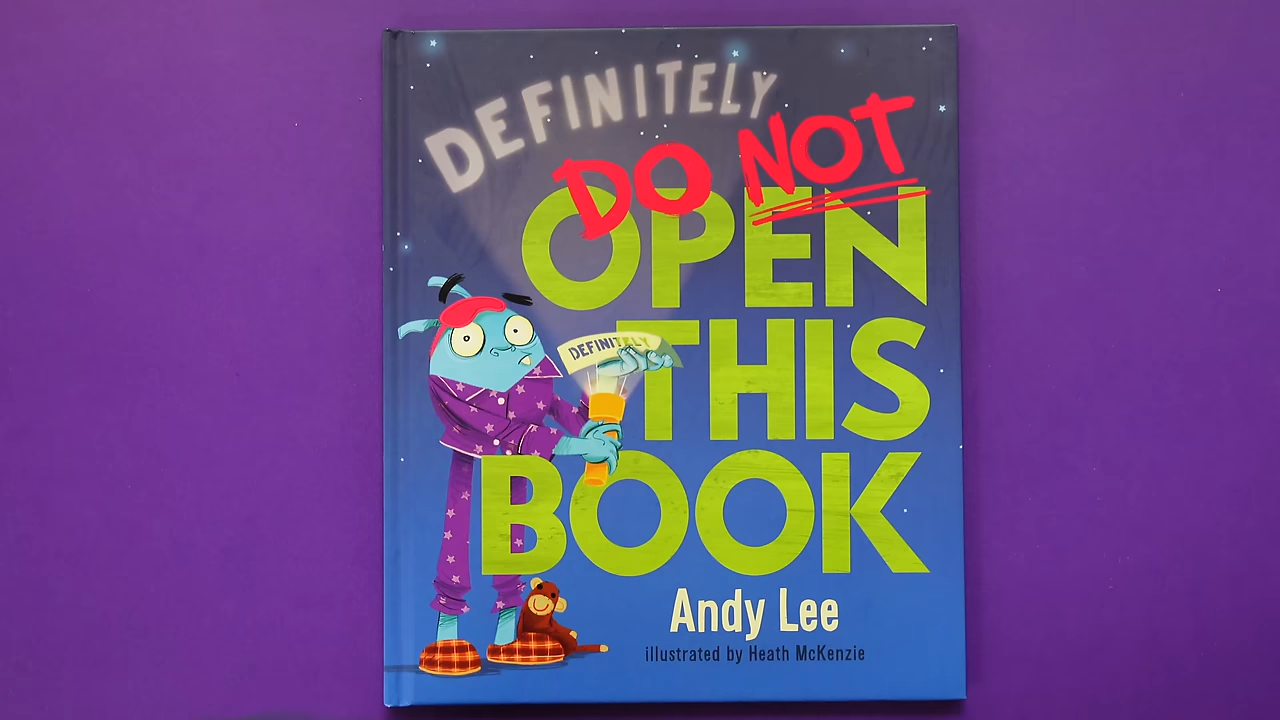 DEFINITELY
DO NOT
OPEN
THIS
BOOK
DEFINITELY
Andy Lee
illustrated by Heath McKenzie